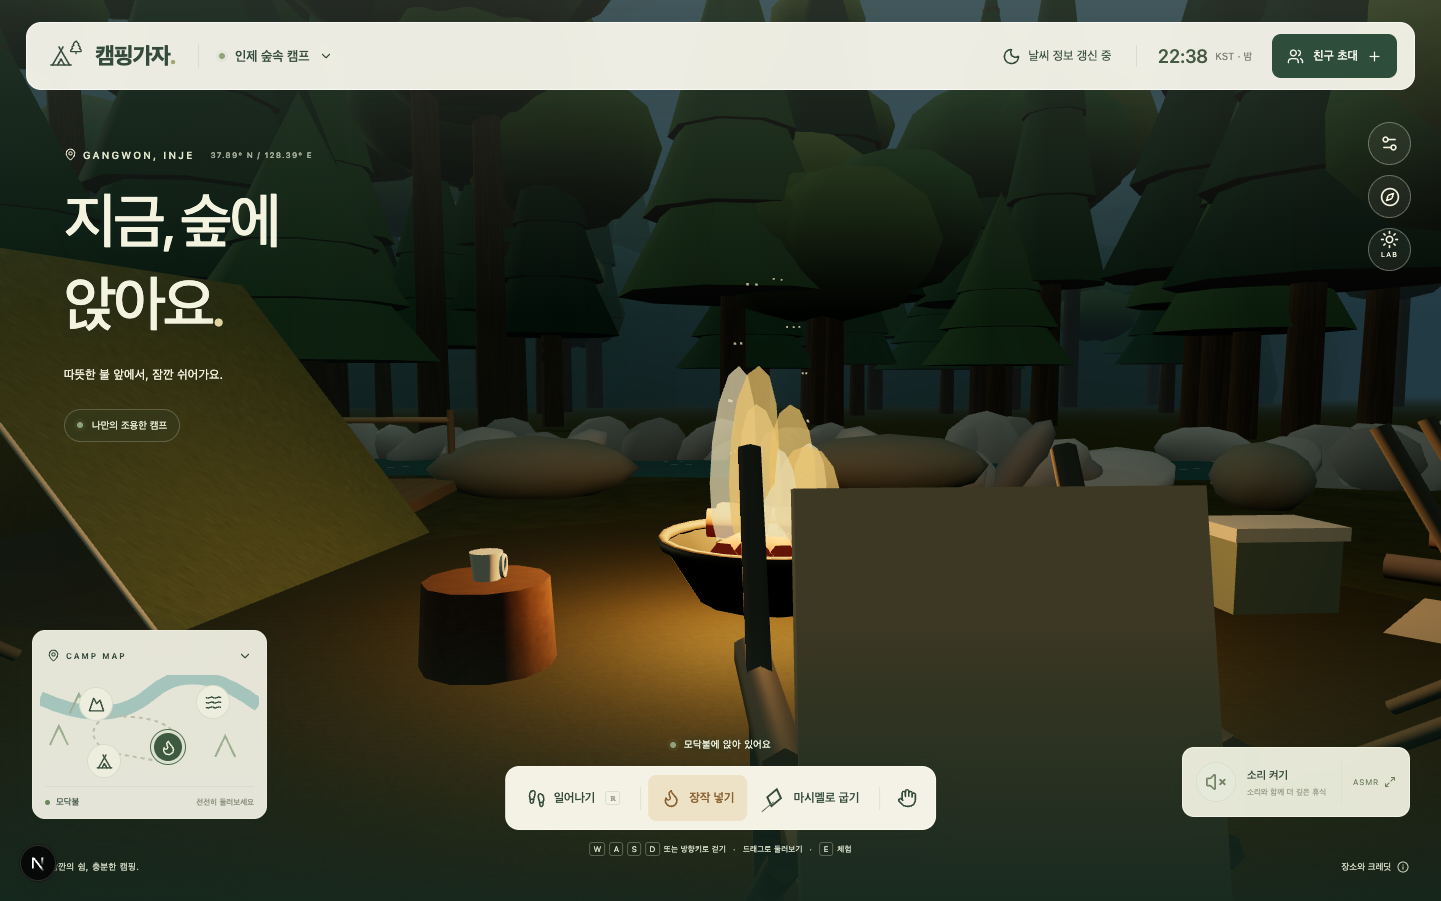 캠핑가자.
인제 숲속 캠프
날씨 정보 갱신 중
22:38 KST · 밤
친구 초대 +
LAB
GANGWON, INJE 37.89° N / 128.39° E
지금, 숲에
앉아요.
따뜻한 불 앞에서, 잠깐 쉬어가요.
나만의 조용한 캠프
CAMP MAP
모닥불 천천히 둘러보세요
모닥불에 앉아 있어요
일어나기 R
장작 넣기
마시멜로 굽기
W A S D 또는 방향키로 걷기 · 드래그로 둘러보기 · E 체험
소리 켜기
소리와 함께 더 깊은 휴식
ASMR
N
깐의 쉼, 충분한 캠핑.
장소와 크레딧